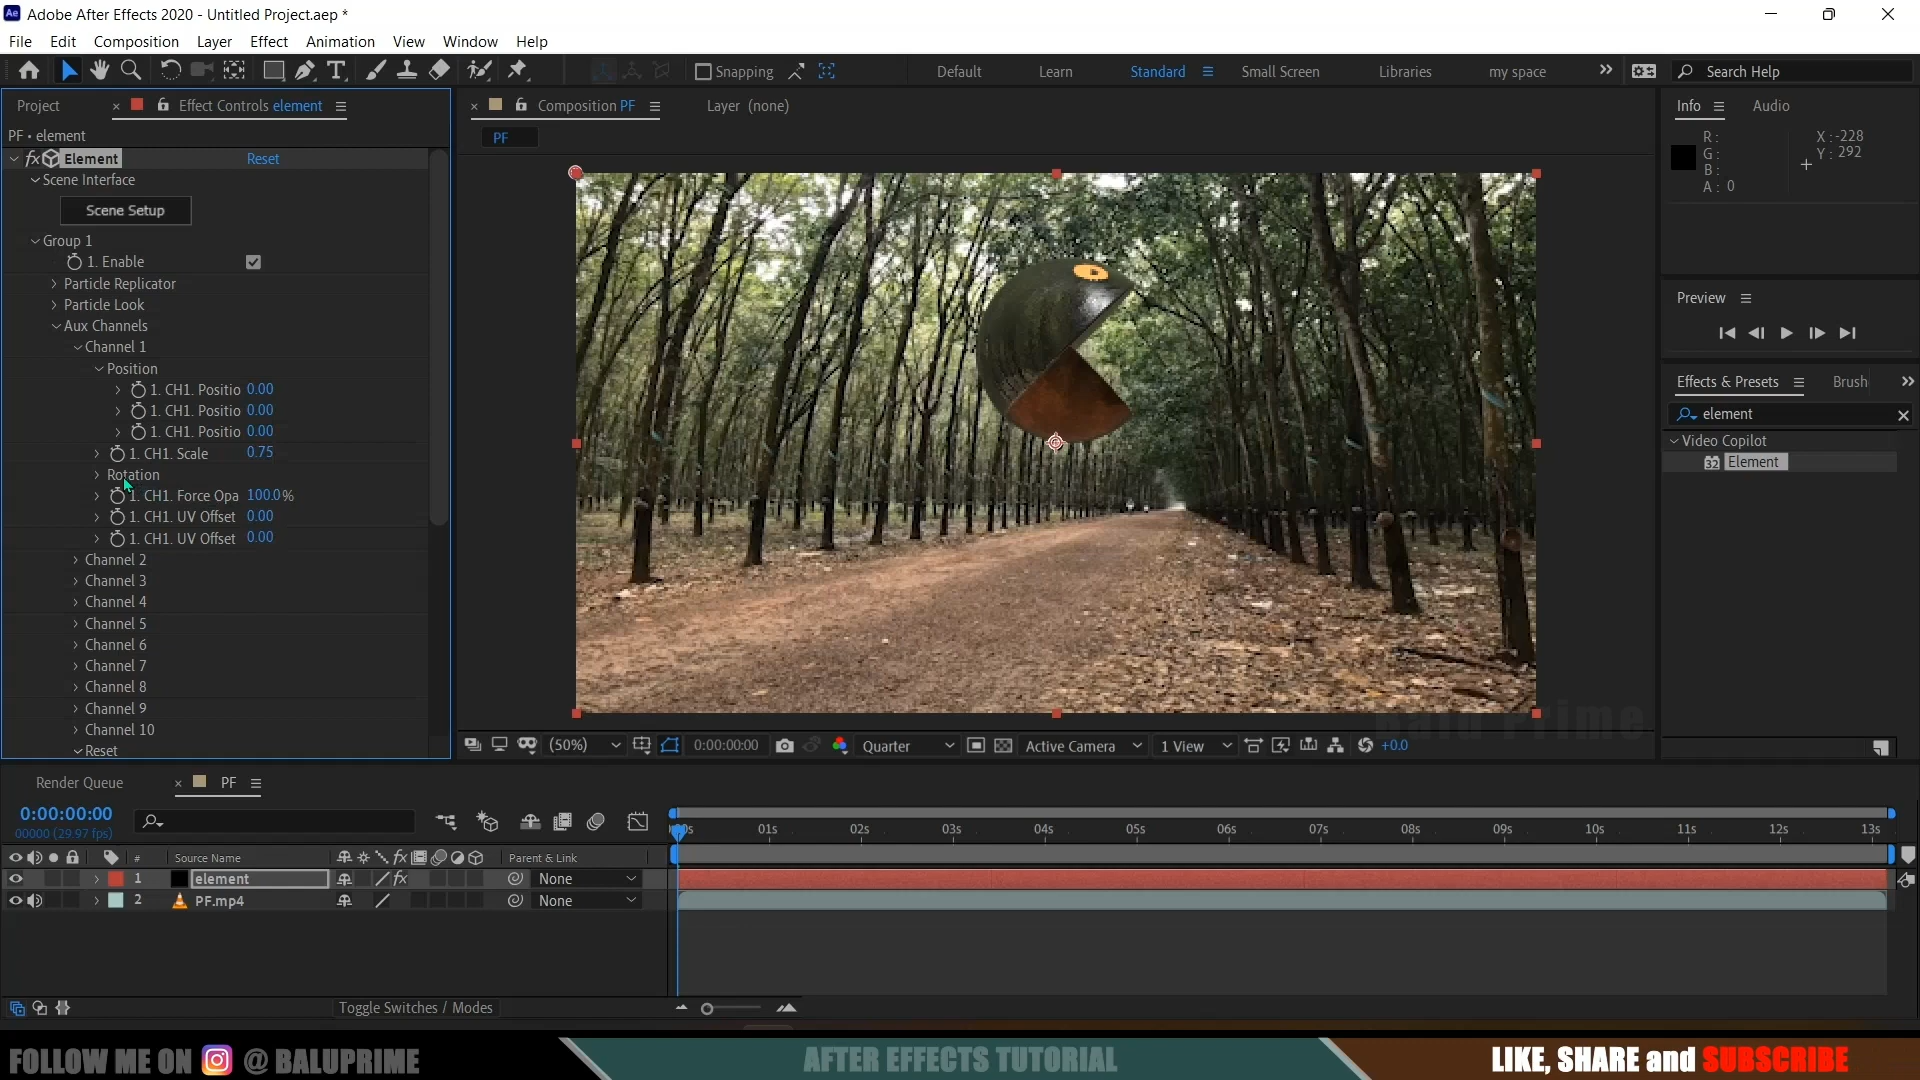 Ae Adobe After Effects 2020 - Untitled Project.aep *
File Edit Composition Layer Effect Animation View Window Help
Snapping Default Learn Standard Small Screen Libraries my space Search Help
Project Effect Controls element
Composition PF Layer (none)
Info Audio
PF • element
PF
R:
G:
B:
A: 0
X: -228
Y: 292
fx Element Reset
Scene Interface
Scene Setup
Group 1
1. Enable
Particle Replicator
Particle Look
Aux Channels
Channel 1
Position
1. CH1. Positio 0.00
1. CH1. Positio 0.00
1. CH1. Positio 0.00
1. CH1. Scale 0.75
Rotation
1. CH1. Force Opa 100.0%
1. CH1. UV Offset 0.00
1. CH1. UV Offset 0.00
Channel 2
Channel 3
Channel 4
Channel 5
Channel 6
Channel 7
Channel 8
Channel 9
Channel 10
Reset
Preview
Effects & Presets Brush
element
Video Copilot
32 Element
Balu Prime
(50%) 0:00:00:00 Quarter Active Camera 1 View +0.0
Render Queue PF
0:00:00:00
00000 (29.97 fps)
01s 02s 03s 04s 05s 06s 07s 08s 09s 10s 11s 12s 13s
# Source Name fx Parent & Link
1 element fx None
2 PF.mp4 None
Toggle Switches / Modes
FOLLOW ME ON @ BALUPRIME
AFTER EFFECTS TUTORIAL
LIKE, SHARE and SUBSCRIBE